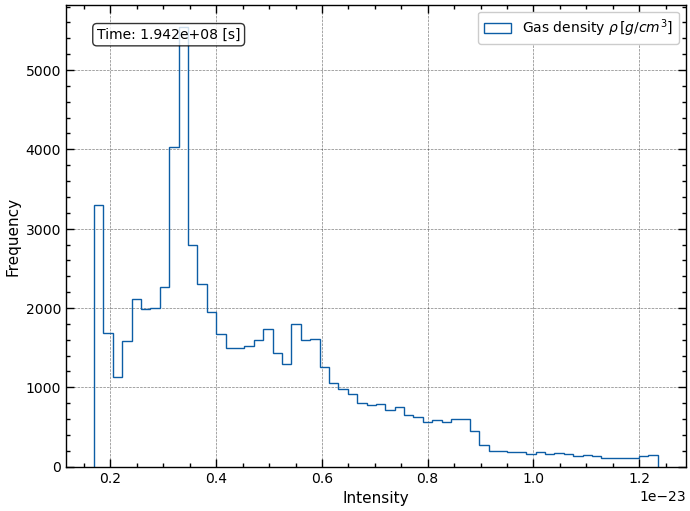 Time: 1.942e+08 [s]
Gas density ρ [g/cm³]
5000
4000
3000
2000
1000
0
Frequency
0.2 0.4 0.6 0.8 1.0 1.2
1e−23
Intensity